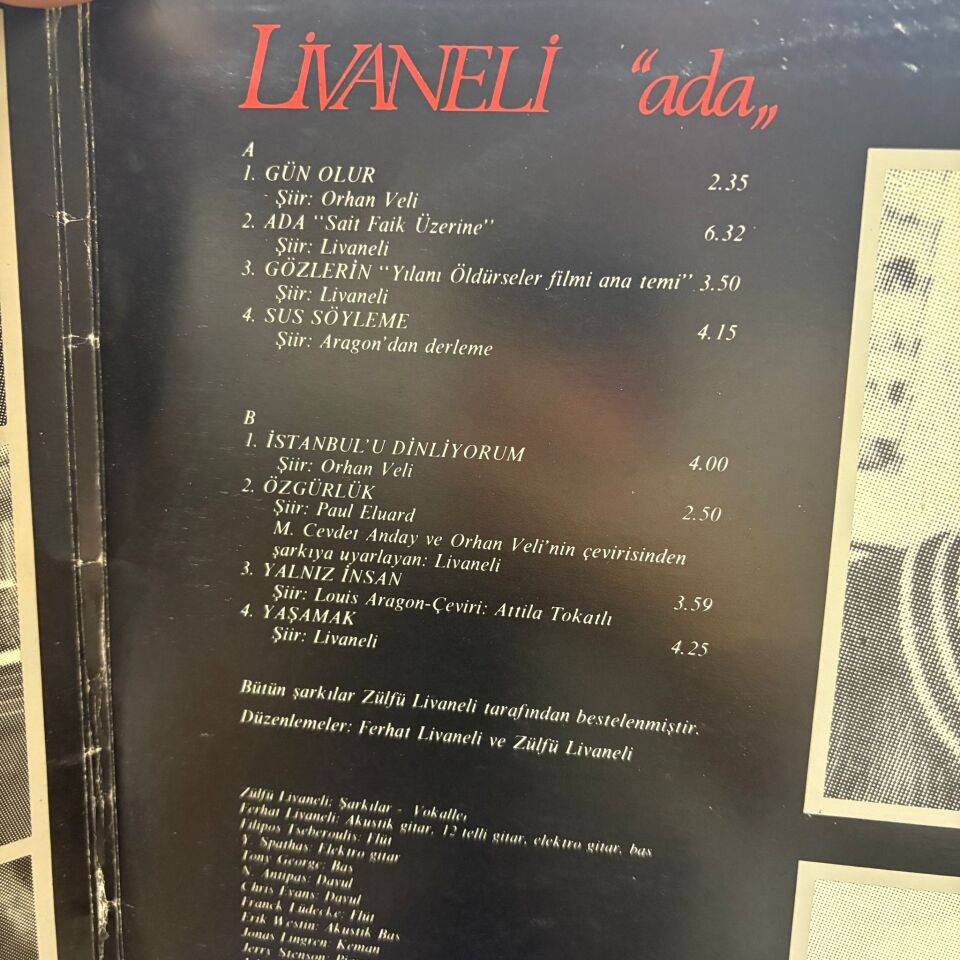 LİVANELİ “ada„
A
1. GÜN OLUR 2.35
Şiir: Orhan Veli
2. ADA “Sait Faik Üzerine” 6.32
Şiir: Livaneli
3. GÖZLERİN “Yılanı Öldürseler filmi ana temi” 3.50
Şiir: Livaneli
4. SUS SÖYLEME 4.15
Şiir: Aragon’dan derleme
B
1. İSTANBUL’U DİNLİYORUM 4.00
Şiir: Orhan Veli
2. ÖZGÜRLÜK 2.50
Şiir: Paul Eluard
M. Cevdet Anday ve Orhan Veli’nin çevirisinden
şarkıya uyarlayan: Livaneli
3. YALNIZ İNSAN 3.59
Şiir: Louis Aragon-Çeviri: Attila Tokatlı
4. YAŞAMAK 4.25
Şiir: Livaneli
Bütün şarkılar Zülfü Livaneli tarafından bestelenmiştir.
Düzenlemeler: Ferhat Livaneli ve Zülfü Livaneli
Zülfü Livaneli: Şarkılar - Vokaller
Ferhat Livaneli: Akustik gitar, 12 telli gitar, elektro gitar, bas
Filipos Tscheroulis: Flüt
Y. Spathas: Elektro gitar
Tony George: Bas
N. Antipas: Davul
Chris Evans: Davul
Franck Lüdecke: Flüt
Erik Westin: Akustik Bas
Jonas Lingren: Keman
Jerry Stenson: